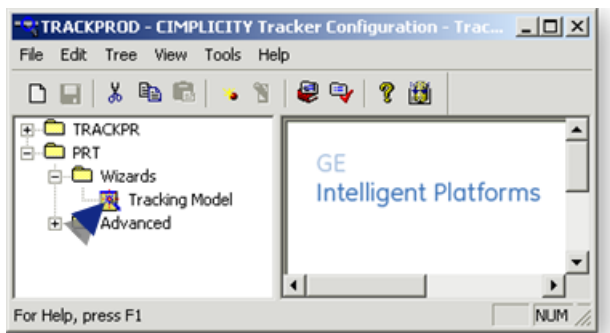 TRACKPROD - CIMPLICITY Tracker Configuration - Trac...
File Edit Tree View Tools Help
TRACKPR
PRT
Wizards
Tracking Model
Advanced
GE
Intelligent Platforms
For Help, press F1
NUM